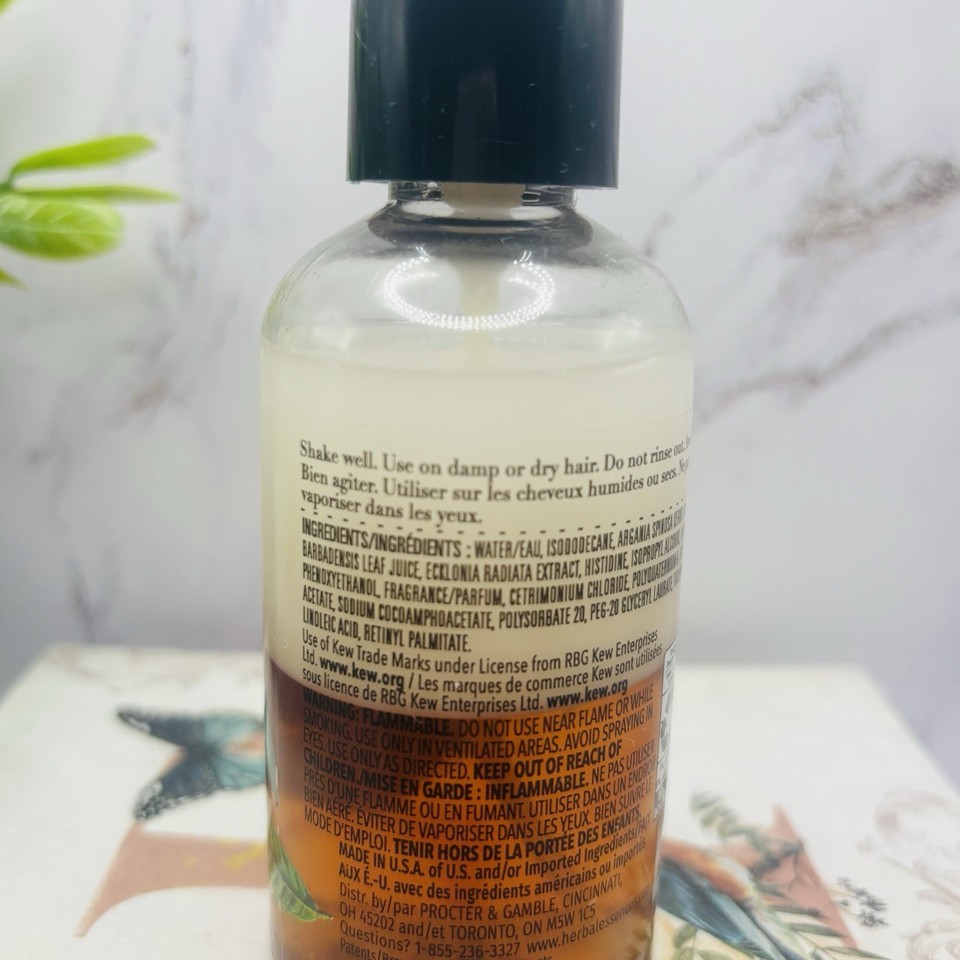 Shake well. Use on damp or dry hair. Do not rinse out.
Bien agiter. Utiliser sur les cheveux humides ou secs. Ne
vaporiser dans les yeux.
INGREDIENTS/INGRÉDIENTS : WATER/EAU, ISODODECANE, ARGANIA SPINOSA
BARBADENSIS LEAF JUICE, ECKLONIA RADIATA EXTRACT, HISTIDINE, ISOPROPYL ALCOHOL,
PHENOXYETHANOL, FRAGRANCE/PARFUM, CETRIMONIUM CHLORIDE,
ACETATE, SODIUM COCOAMPHOACETATE, POLYSORBATE 20, PEG-20 GLYCERYL LAURATE,
LINOLEIC ACID, RETINYL PALMITATE.
Use of Kew Trade Marks under License from RBG Kew Enterprises
Ltd. www.kew.org / Les marques de commerce Kew sont utilisées
sous licence de RBG Kew Enterprises Ltd. www.kew.org
WARNING: FLAMMABLE. DO NOT USE NEAR FLAME OR WHILE
SMOKING. USE ONLY IN VENTILATED AREAS. AVOID SPRAYING IN
EYES. USE ONLY AS DIRECTED. KEEP OUT OF REACH OF
CHILDREN./MISE EN GARDE : INFLAMMABLE. NE PAS UTILISER
PRÈS D'UNE FLAMME OU EN FUMANT. UTILISER DANS UN ENDROIT
BIEN AÉRÉ. ÉVITER DE VAPORISER DANS LES YEUX. BIEN SUIVRE LE
MODE D'EMPLOI. TENIR HORS DE LA PORTÉE DES ENFANTS.
MADE IN U.S.A. of U.S. and/or Imported Ingredients/FAIT
AUX É.-U. avec des ingrédients américains ou importés
Distr. by/par PROCTER & GAMBLE, CINCINNATI,
OH 45202 and/et TORONTO, ON M5W 1C5
Questions? 1-855-236-3327